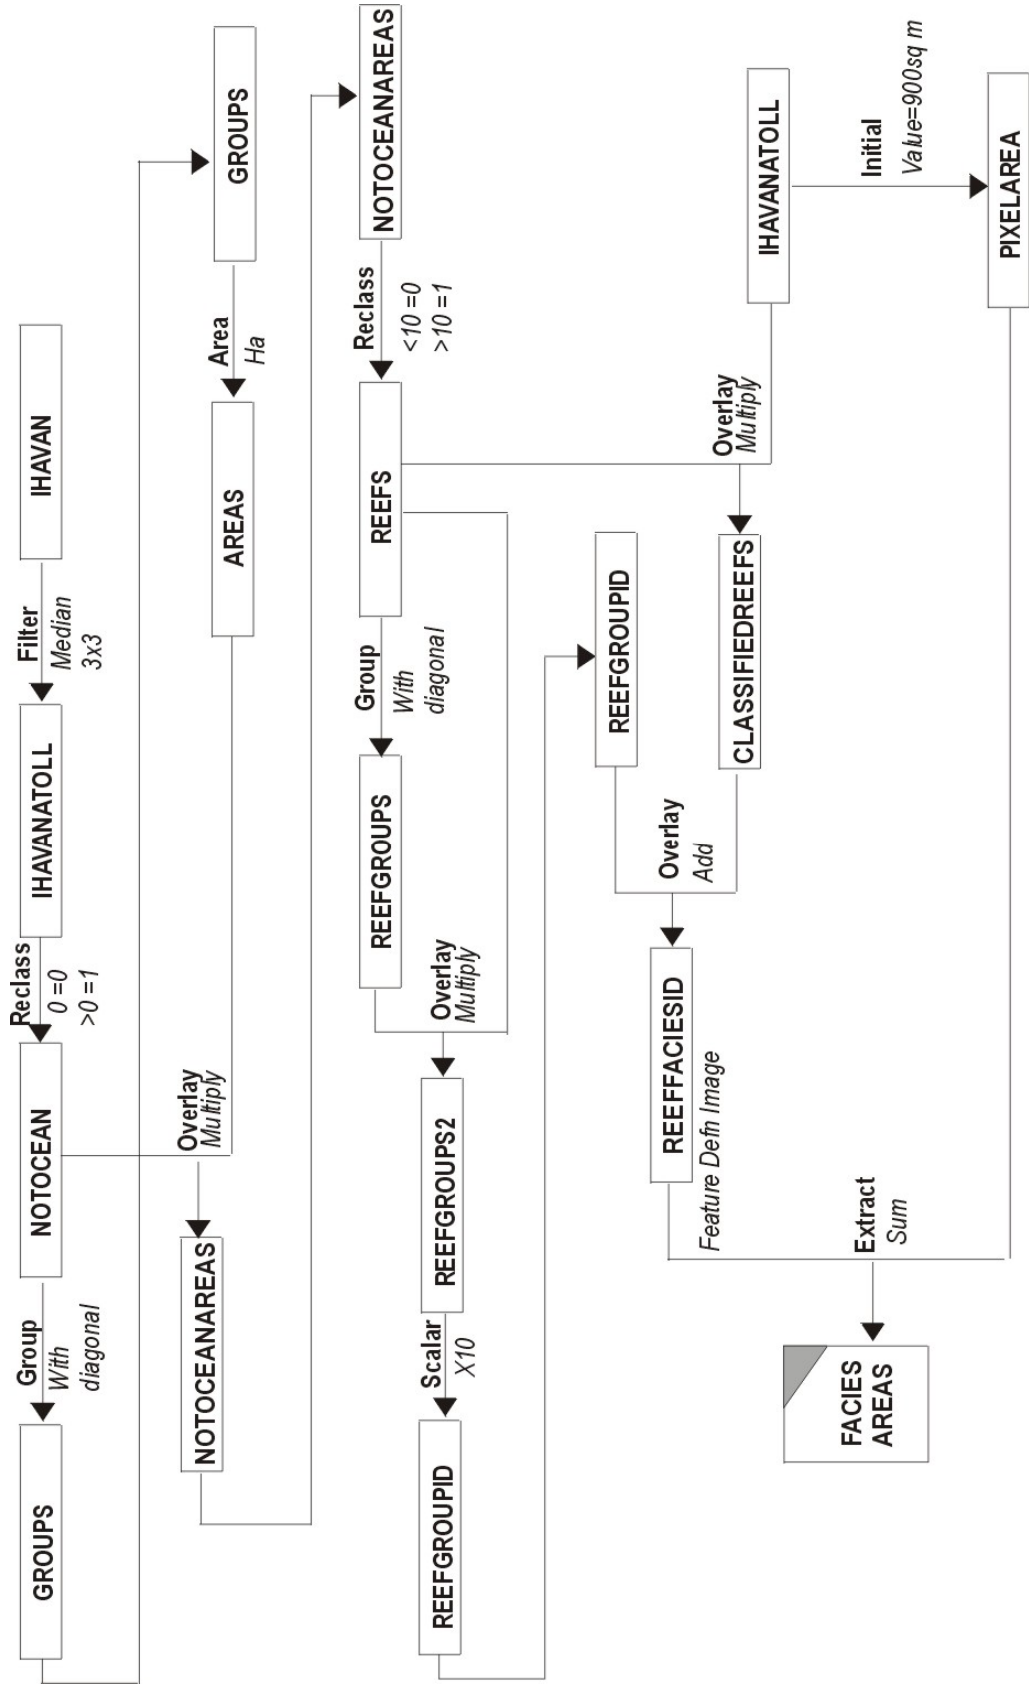 IHAVAN
Filter
Median
3x3
IHAVANATOLL
Reclass
0 =0
>0 =1
NOTOCEAN
Group
With
diagonal
GROUPS
GROUPS
Area
Ha
AREAS
Overlay
Multiply
NOTOCEANAREAS
NOTOCEANAREAS
Reclass
<10 =0
>10 =1
REEFS
Group
With
diagonal
REEFGROUPS
Overlay
Multiply
REEFGROUPS2
Scalar
X10
REEFGROUPID
REEFGROUPID
IHAVANATOLL
Overlay
Multiply
CLASSIFIEDREEFS
Overlay
Add
REEFFACIESID
Feature Defn Image
Initial
Value=900sq m
PIXELAREA
Extract
Sum
FACIES
AREAS